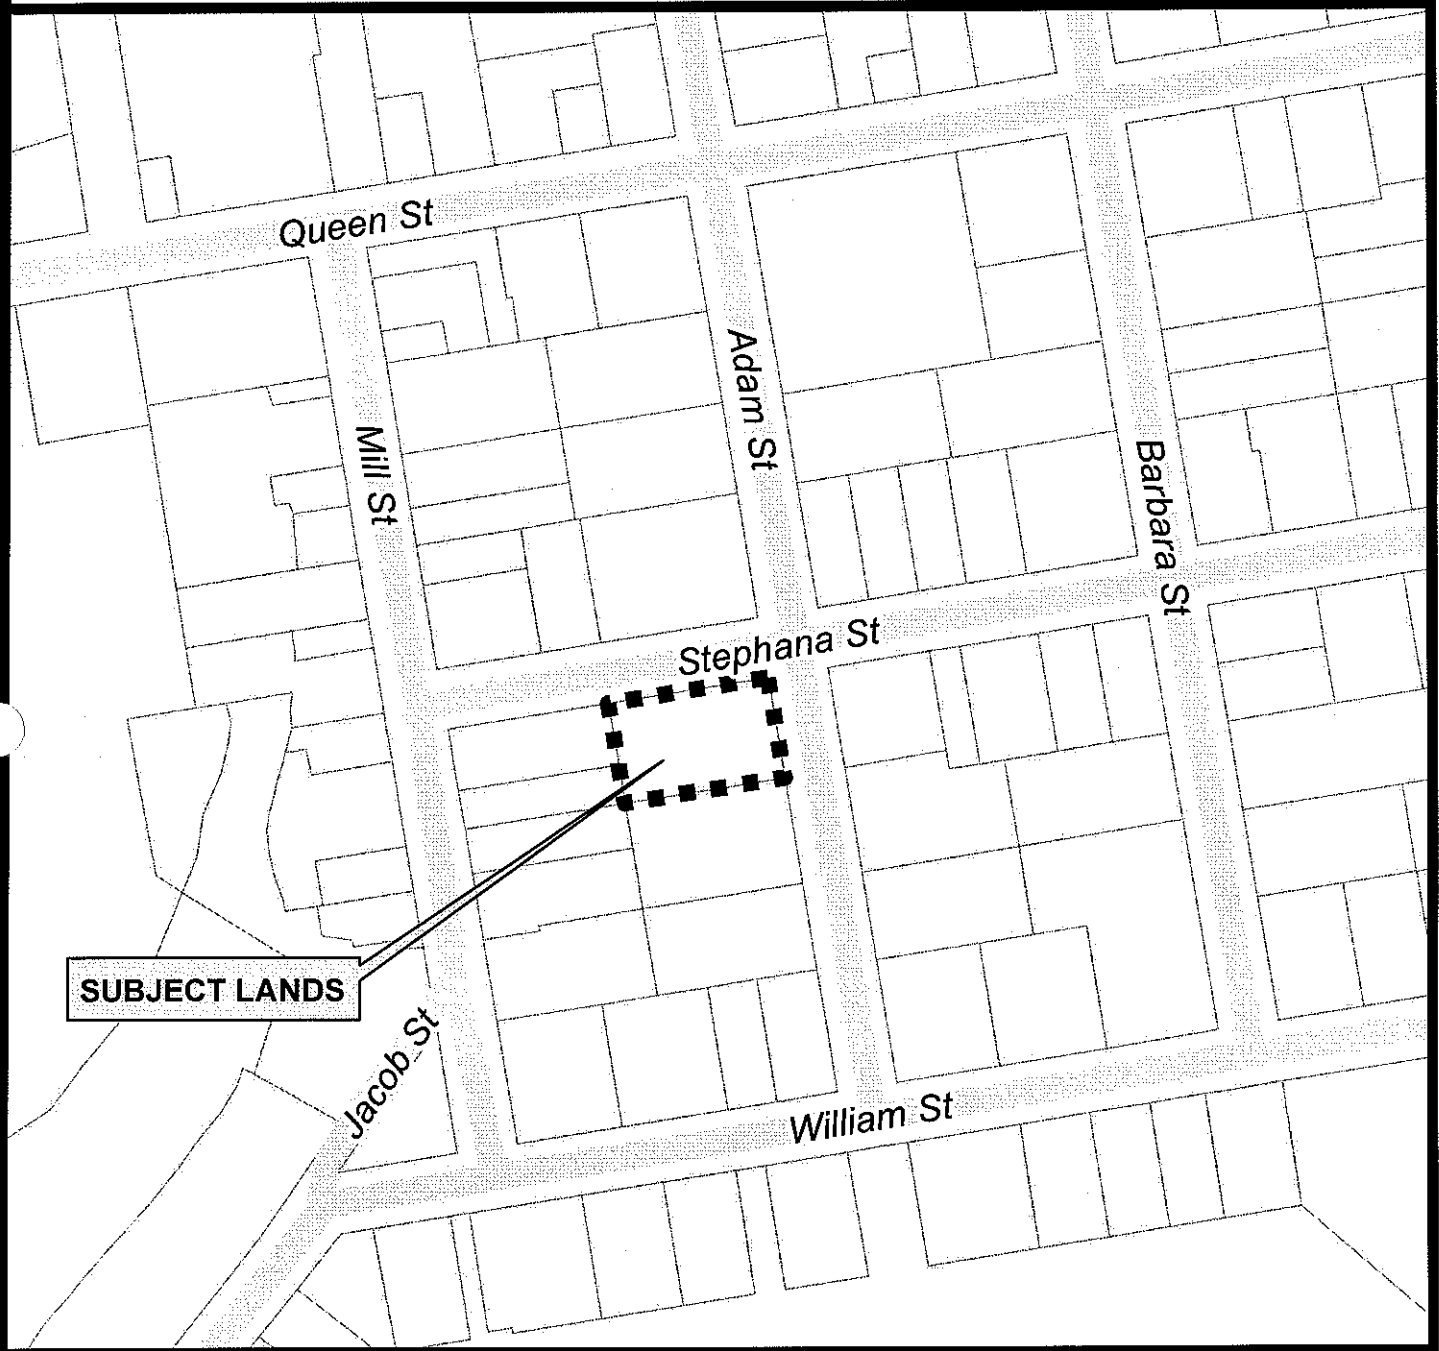 Queen St
Adam St
Mill St
Barbara St
Stephana St
SUBJECT LANDS
Jacob St
William St